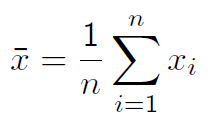 x̄ = 1/n ∑_{i=1}^{n} x_i